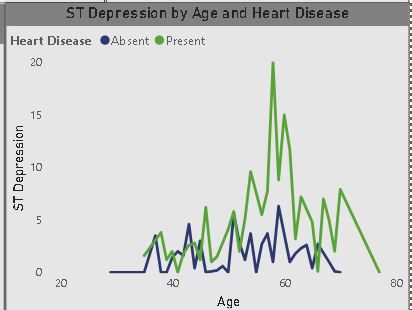 ST Depression by Age and Heart Disease
Heart Disease Absent Present
20
15
10
5
0
ST Depression
20 40 60 80
Age